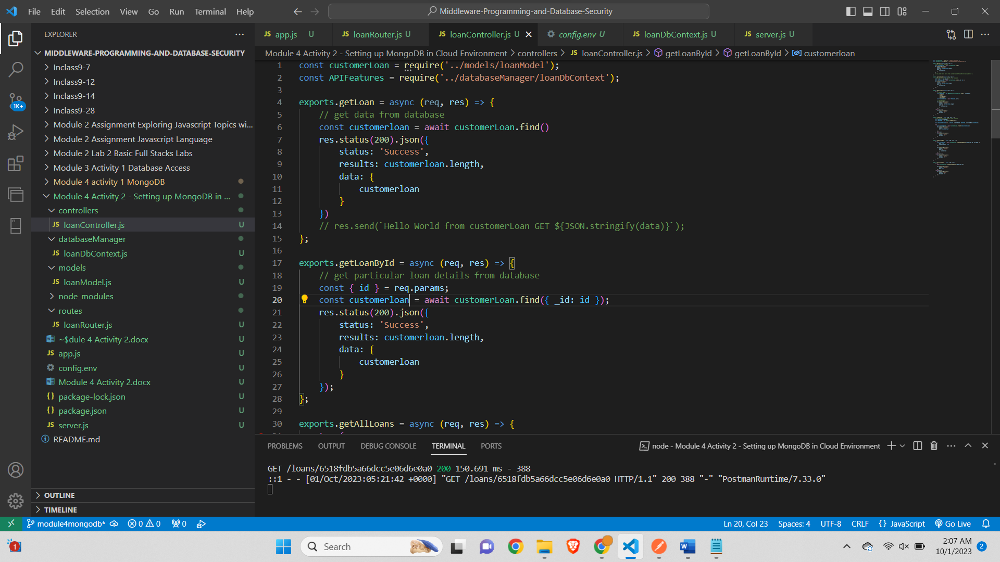 File Edit Selection View Go Run Terminal Help
Middleware-Programming-and-Database-Security
EXPLORER
MIDDLEWARE-PROGRAMMING-AND-DATABASE-SECURITY
Inclass9-7
Inclass9-12
Inclass9-14
Inclass9-28
Module 2 Assignment Exploring Javascript Topics wi...
Module 2 Assignment Javascript Language
Module 2 Lab 2 Basic Full Stacks Labs
Module 3 Activity 1 Database Access
Module 4 activity 1 MongoDB
Module 4 Activity 2 - Setting up MongoDB in ...
controllers
JS loanController.js U
databaseManager
JS loanDbContext.js U
models
JS loanModel.js U
node_modules
routes
JS loanRouter.js U
~$dule 4 Activity 2.docx U
JS app.js U
config.env U
Module 4 Activity 2.docx U
{} package-lock.json U
{} package.json U
JS server.js U
README.md
OUTLINE
TIMELINE
1K+
JS app.js U JS loanRouter.js U JS loanController.js U config.env U JS loanDbContext.js U JS server.js U
Module 4 Activity 2 - Setting up MongoDB in Cloud Environment > controllers > JS loanController.js > getLoanById > getLoanById > customerloan
1 const customerLoan = require('../models/loanModel');
2 const APIFeatures = require('../databaseManager/loanDbContext');
3
4 exports.getLoan = async (req, res) => {
5 // get data from database
6 const customerloan = await customerLoan.find()
7 res.status(200).json({
8 status: 'Success',
9 results: customerloan.length,
10 data: {
11 customerloan
12 }
13 })
14 // res.send(`Hello World from customerLoan GET ${JSON.stringify(data)}`);
15 };
16
17 exports.getLoanById = async (req, res) => {
18 // get particular loan details from database
19 const { id } = req.params;
20 const customerloan = await customerLoan.find({ _id: id });
21 res.status(200).json({
22 status: 'Success',
23 results: customerloan.length,
24 data: {
25 customerloan
26 }
27 });
28 };
29
30 exports.getAllLoans = async (req, res) => {
PROBLEMS OUTPUT DEBUG CONSOLE TERMINAL PORTS
node - Module 4 Activity 2 - Setting up MongoDB in Cloud Environment
GET /loans/6518fdb5a66dcc5e06d6e0a0 200 150.691 ms - 388
::1 - - [01/Oct/2023:05:21:42 +0000] "GET /loans/6518fdb5a66dcc5e06d6e0a0 HTTP/1.1" 200 388 "-" "PostmanRuntime/7.33.0"
module4mongodb* 0 0 0
Ln 20, Col 23 Spaces: 4 UTF-8 CRLF {} JavaScript Go Live
1
Search
W
2:07 AM
10/1/2023
2